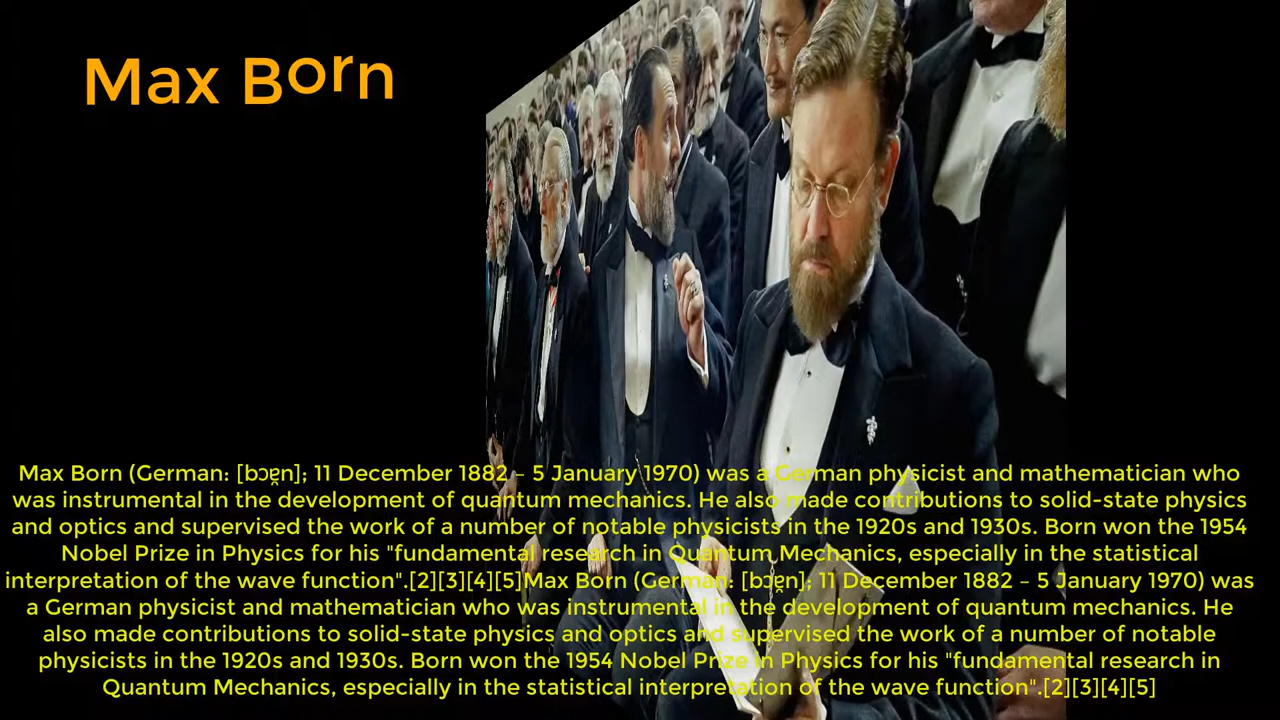 Max Born
Max Born (German: [bɔɐ̯n]; 11 December 1882 – 5 January 1970) was a German physicist and mathematician who
was instrumental in the development of quantum mechanics. He also made contributions to solid-state physics
and optics and supervised the work of a number of notable physicists in the 1920s and 1930s. Born won the 1954
Nobel Prize in Physics for his "fundamental research in Quantum Mechanics, especially in the statistical
interpretation of the wave function".[2][3][4][5]Max Born (German: [bɔɐ̯n]; 11 December 1882 – 5 January 1970) was
a German physicist and mathematician who was instrumental in the development of quantum mechanics. He
also made contributions to solid-state physics and optics and supervised the work of a number of notable
physicists in the 1920s and 1930s. Born won the 1954 Nobel Prize in Physics for his "fundamental research in
Quantum Mechanics, especially in the statistical interpretation of the wave function".[2][3][4][5]